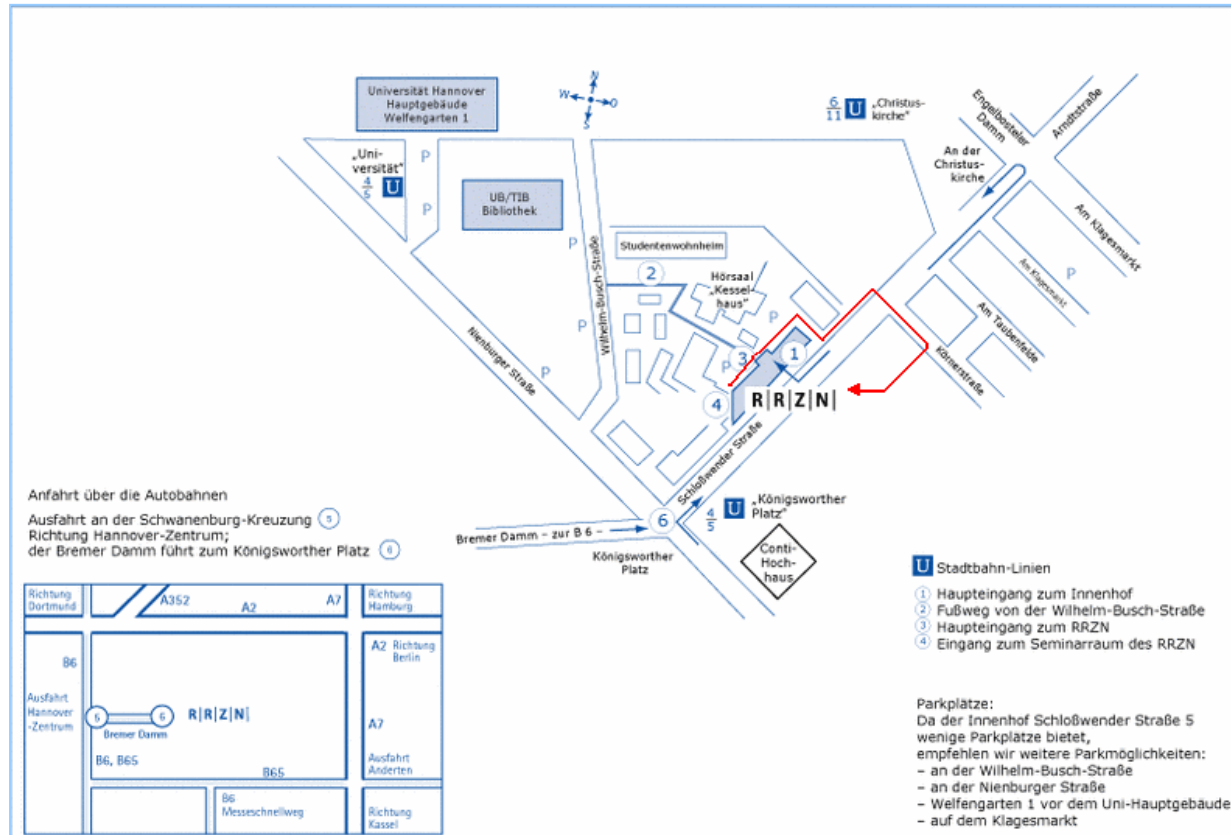 Universität Hannover
Hauptgebäude
Welfengarten 1
N
W
O
S
6
11
U
„Christus-
kirche"
Engelbosteler
Damm
Arndtstraße
An der
Christus-
kirche
„Uni-
versität"
4
5
U
P
P
UB/TIB
Bibliothek
Wilhelm-Busch-Straße
P
P
P
Studentenwohnheim
2
Hörsaal
„Kessel-
haus"
P
Am Klagesmarkt
Am Klagesmarkt
P
Am Taubenfelde
Körnerstraße
Nienburger Straße
3
1
P
4
R|R|Z|N|
Schloßwender Straße
6
4
5
U
„Königsworther
Platz"
Bremer Damm – zur B 6 –
Königsworther
Platz
Conti-
Hoch-
haus
Anfahrt über die Autobahnen
Ausfahrt an der Schwanenburg-Kreuzung 5
Richtung Hannover-Zentrum;
der Bremer Damm führt zum Königsworther Platz 6
Richtung
Dortmund
A352
A2
A7
Richtung
Hamburg
B6
A2 Richtung
Berlin
Ausfahrt
Hannover
-Zentrum
5
6
R|R|Z|N|
Bremer Damm
A7
B6, B65
B65
Ausfahrt
Anderten
B6
Messeschnellweg
Richtung
Kassel
U Stadtbahn-Linien
1 Haupteingang zum Innenhof
2 Fußweg von der Wilhelm-Busch-Straße
3 Haupteingang zum RRZN
4 Eingang zum Seminarraum des RRZN
Parkplätze:
Da der Innenhof Schloßwender Straße 5
wenige Parkplätze bietet,
empfehlen wir weitere Parkmöglichkeiten:
– an der Wilhelm-Busch-Straße
– an der Nienburger Straße
– Welfengarten 1 vor dem Uni-Hauptgebäude
– auf dem Klagesmarkt